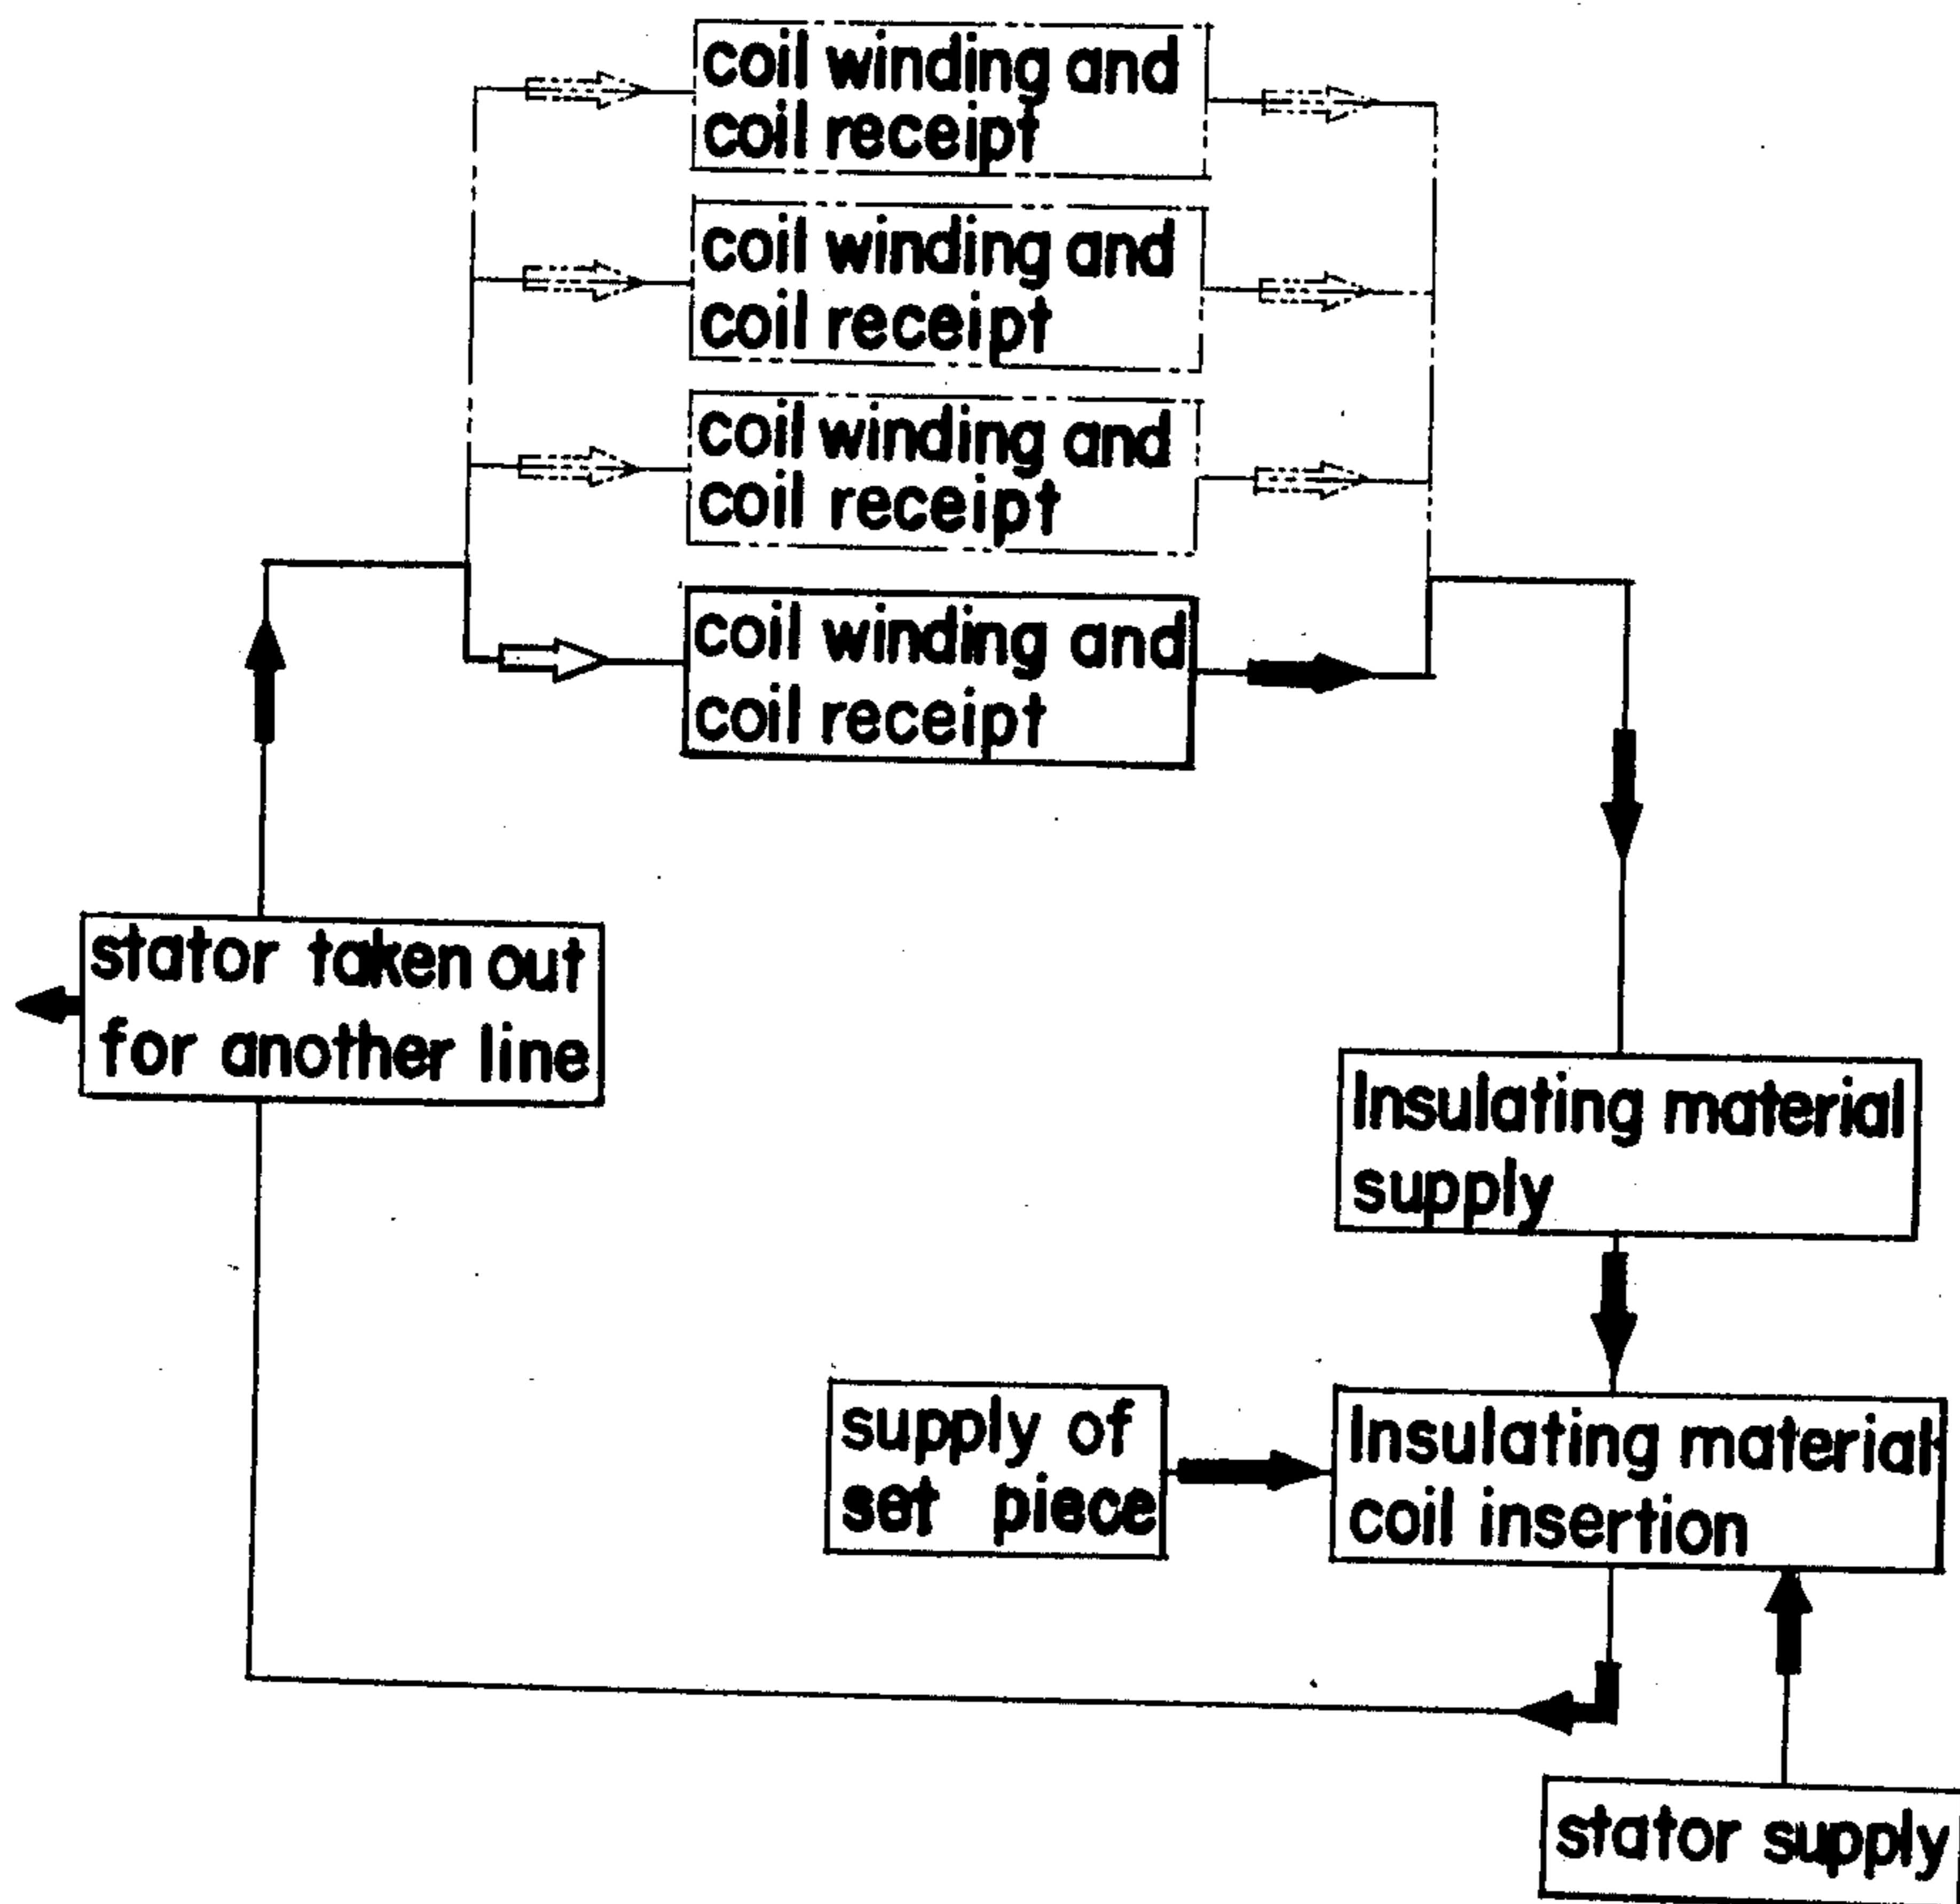 coil winding and
coil receipt
coil winding and
coil receipt
coil winding and
coil receipt
coil winding and
coil receipt
stator taken out
for another line
Insulating material
supply
supply of
set piece
Insulating material
coil insertion
stator supply